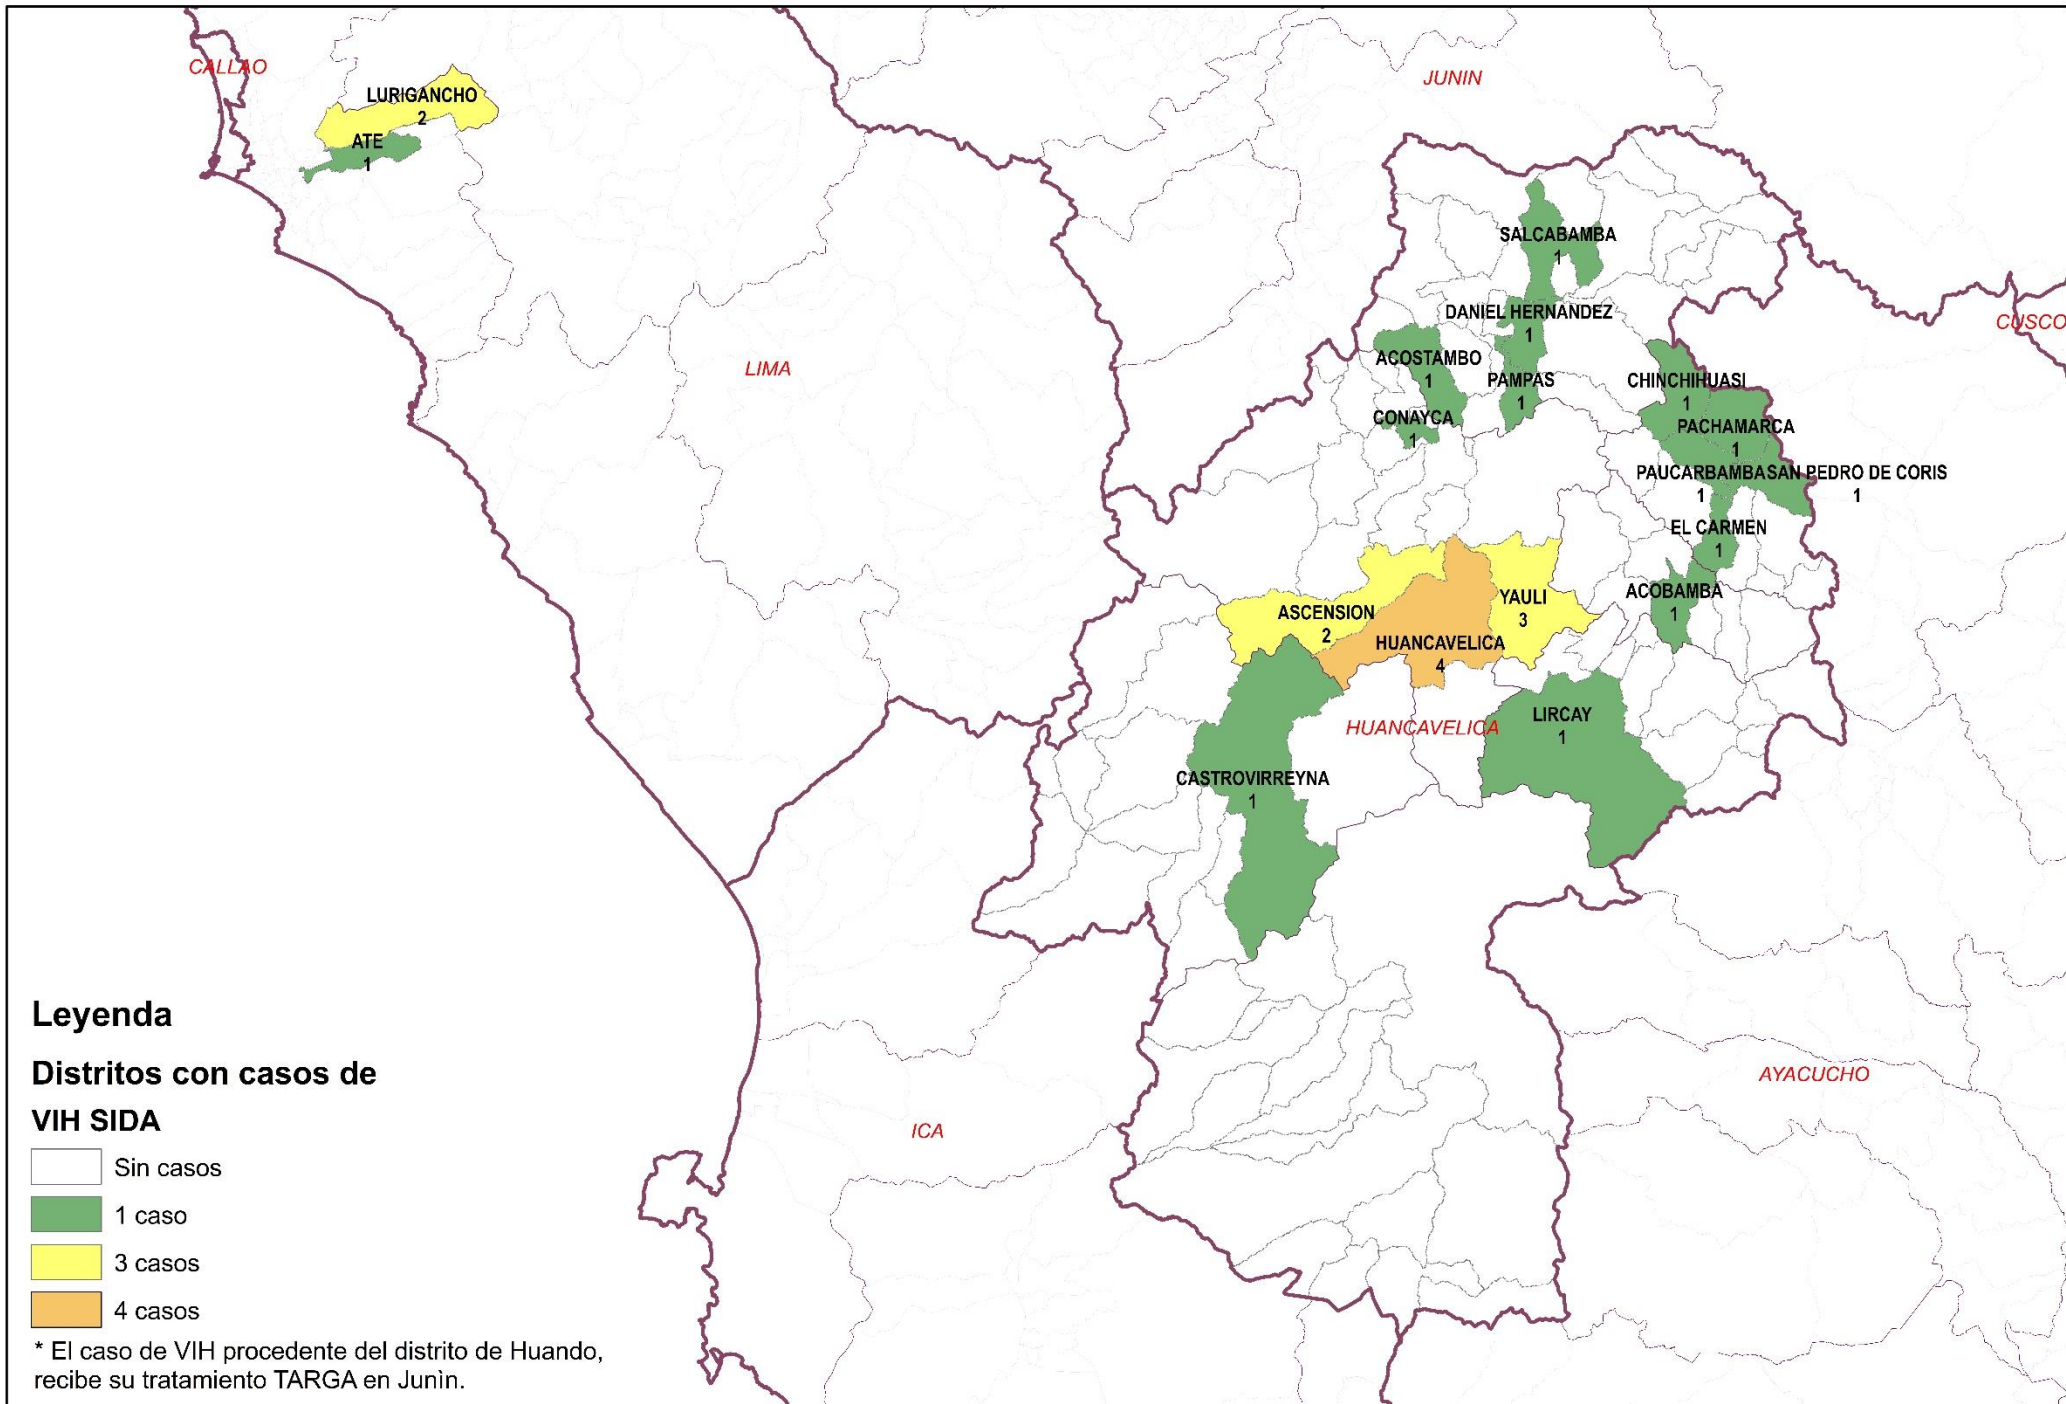 CALLAO
LURIGANCHO
2
ATE
1
JUNIN
SALCABAMBA
1
DANIEL HERNANDEZ
1
CUSCO
LIMA
ACOSTAMBO
1
PAMPAS
1
CHINCHIHUASI
1
CONAYCA
1
PACHAMARCA
1
PAUCARBAMBA
1
SAN PEDRO DE CORIS
1
EL CARMEN
1
ACOBAMBA
1
ASCENSION
2
YAULI
3
HUANCAVELICA
4
HUANCAVELICA
LIRCAY
1
CASTROVIRREYNA
1
AYACUCHO
ICA
Leyenda
Distritos con casos de
VIH SIDA
Sin casos
1 caso
3 casos
4 casos
* El caso de VIH procedente del distrito de Huando,
recibe su tratamiento TARGA en Junìn.